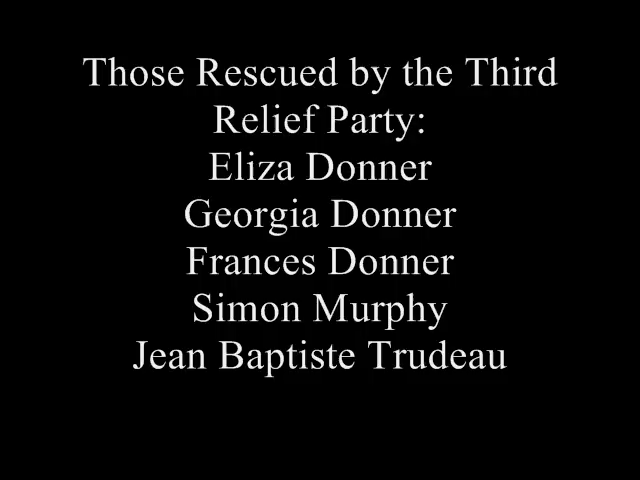 Those Rescued by the Third
Relief Party:
Eliza Donner
Georgia Donner
Frances Donner
Simon Murphy
Jean Baptiste Trudeau